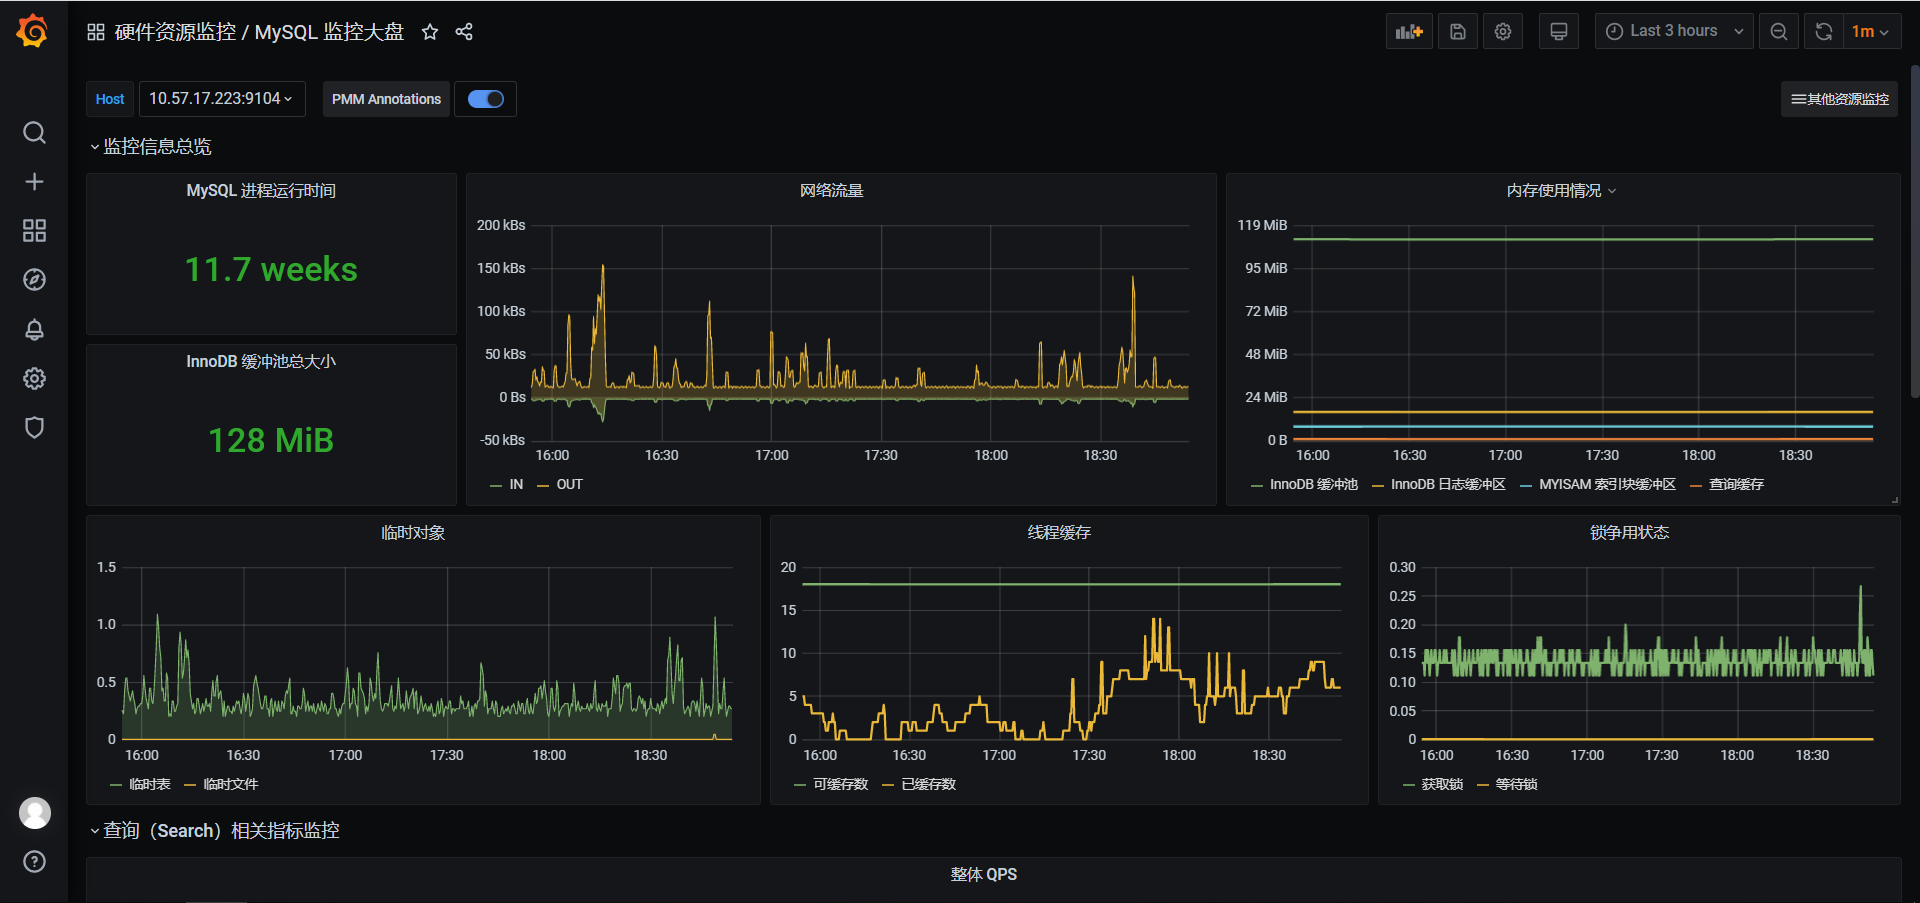 硬件资源监控 / MySQL 监控大盘
Last 3 hours
1m
Host
10.57.17.223:9104
PMM Annotations
其他资源监控
监控信息总览
MySQL 进程运行时间
11.7 weeks
InnoDB 缓冲池总大小
128 MiB
网络流量
200 kBs
150 kBs
100 kBs
50 kBs
0 Bs
-50 kBs
16:00 16:30 17:00 17:30 18:00 18:30
IN OUT
内存使用情况
119 MiB
95 MiB
72 MiB
48 MiB
24 MiB
0 B
16:00 16:30 17:00 17:30 18:00 18:30
InnoDB 缓冲池 InnoDB 日志缓冲区 MYISAM 索引块缓冲区 查询缓存
临时对象
1.5
1.0
0.5
0
16:00 16:30 17:00 17:30 18:00 18:30
临时表 临时文件
线程缓存
20
15
10
5
0
16:00 16:30 17:00 17:30 18:00 18:30
可缓存数 已缓存数
锁争用状态
0.30
0.25
0.20
0.15
0.10
0.05
0
16:00 16:30 17:00 17:30 18:00 18:30
获取锁 等待锁
查询（Search）相关指标监控
整体 QPS